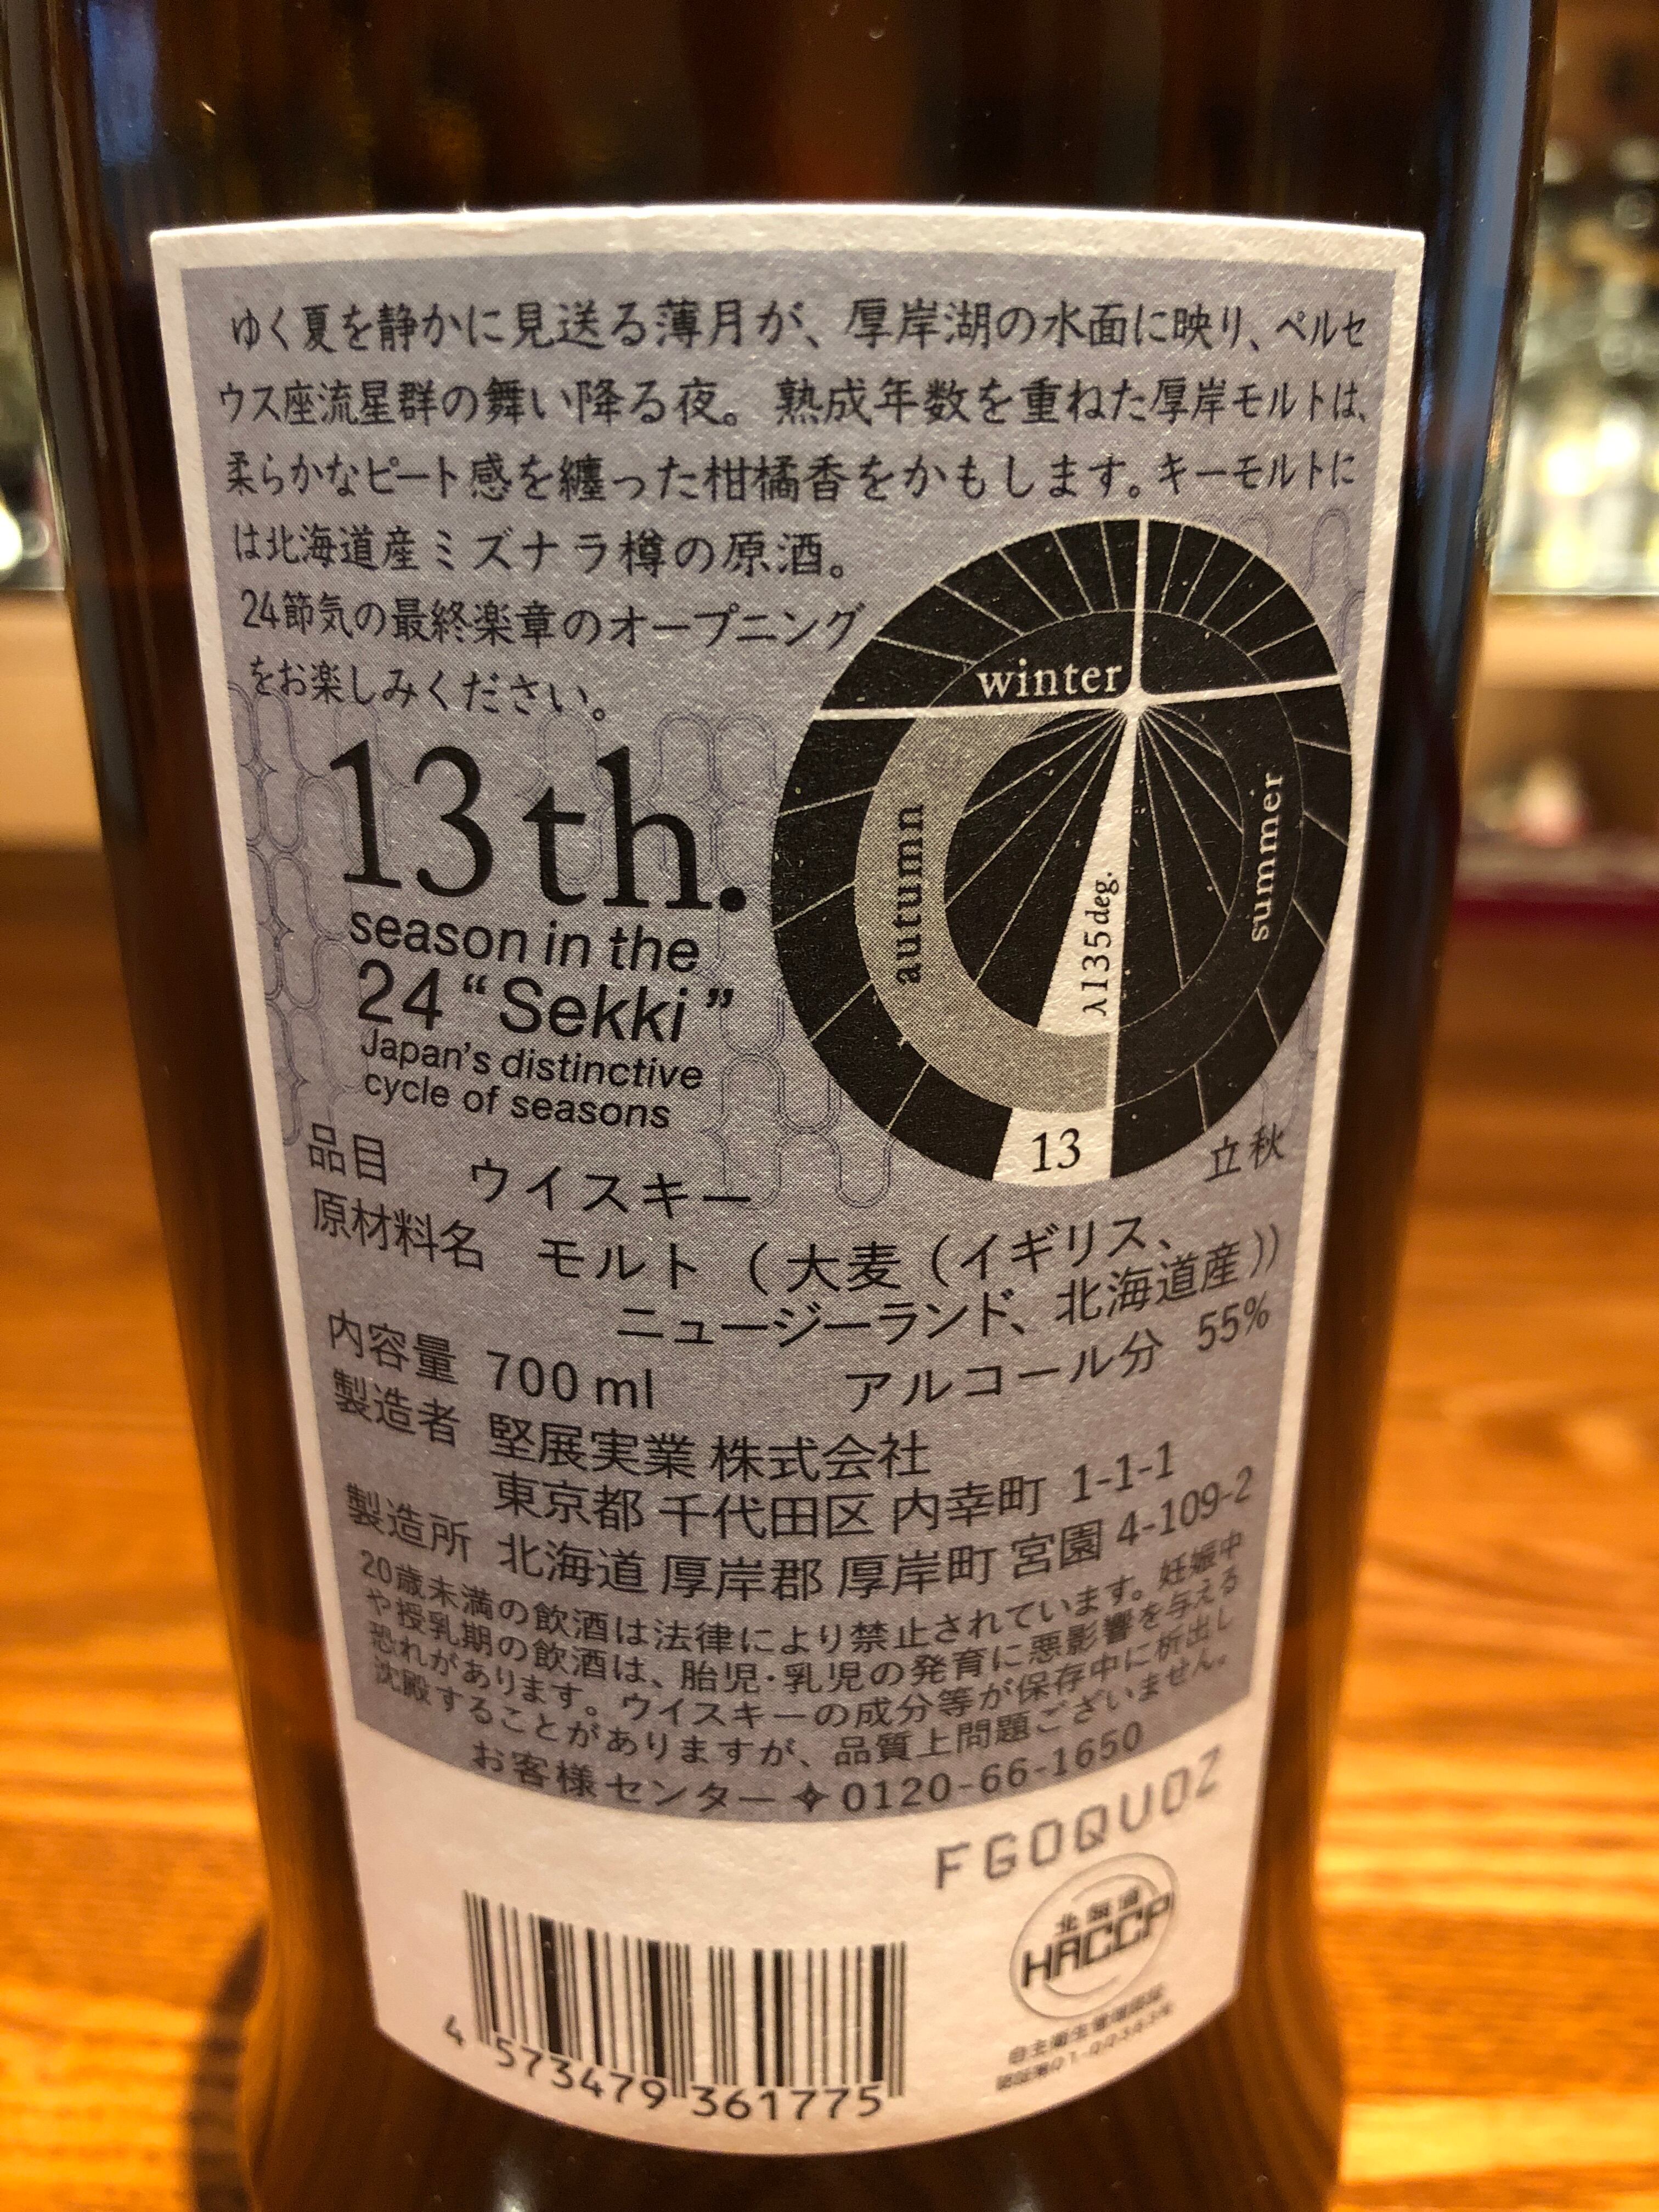 ゆく夏を静かに見送る薄月が、厚岸湖の水面に映り、ペルセ
ウス座流星群の舞い降る夜。熟成年数を重ねた厚岸モルトは、
柔らかなピート感を纏った柑橘香をかもします。キーモルトに
は北海道産ミズナラ樽の原酒。
24節気の最終楽章のオープニング
をお楽しみください。
winter
summer
autumn
λ135deg.
13
立秋
13th.
season in the
24 “Sekki”
Japan's distinctive
cycle of seasons
品目 ウイスキー
原材料名 モルト（大麦（イギリス、
ニュージーランド、北海道産））
内容量 700ml アルコール分 55%
製造者 堅展実業 株式会社
東京都 千代田区 内幸町 1-1-1
製造所 北海道 厚岸郡 厚岸町 宮園 4-109-2
20歳未満の飲酒は法律により禁止されています。妊娠中
や授乳期の飲酒は、胎児・乳児の発育に悪影響を与える
恐れがあります。ウイスキーの成分等が保存中に析出し
沈殿することがありますが、品質上問題ございません。
お客様センター✧0120-66-1650
FGOQUOZ
北海道
HACCP
自主衛生管理認証
4 573479 361775